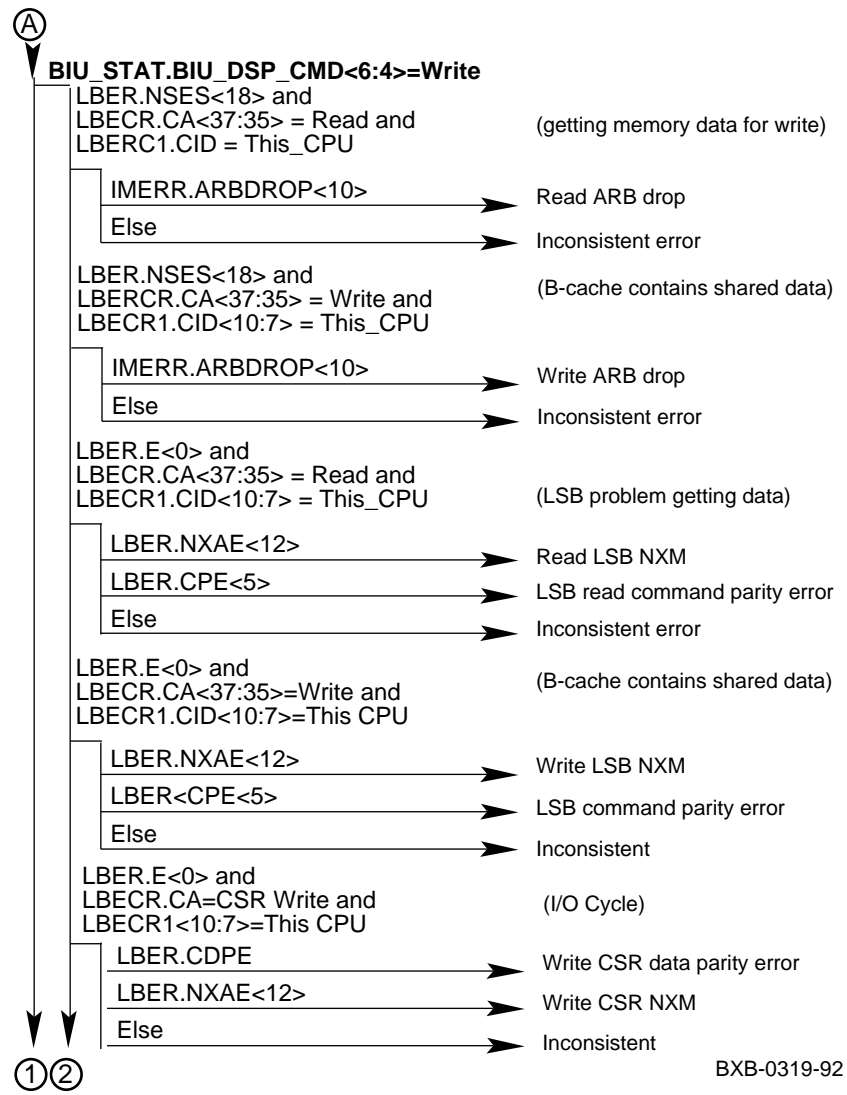 A
BIU_STAT.BIU_DSP_CMD<6:4>=Write
LBER.NSES<18> and
LBECR.CA<37:35> = Read and (getting memory data for write)
LBERC1.CID = This_CPU
IMERR.ARBDROP<10> Read ARB drop
Else Inconsistent error
LBER.NSES<18> and
LBERCR.CA<37:35> = Write and (B-cache contains shared data)
LBECR1.CID<10:7> = This_CPU
IMERR.ARBDROP<10> Write ARB drop
Else Inconsistent error
LBER.E<0> and
LBECR.CA<37:35> = Read and
LBECR1.CID<10:7> = This_CPU (LSB problem getting data)
LBER.NXAE<12> Read LSB NXM
LBER.CPE<5> LSB read command parity error
Else Inconsistent error
LBER.E<0> and
LBECR.CA<37:35>=Write and (B-cache contains shared data)
LBECR1.CID<10:7>=This CPU
LBER.NXAE<12> Write LSB NXM
LBER<CPE<5> LSB command parity error
Else Inconsistent
LBER.E<0> and
LBECR.CA=CSR Write and (I/O Cycle)
LBECR1<10:7>=This CPU
LBER.CDPE Write CSR data parity error
LBER.NXAE<12> Write CSR NXM
Else Inconsistent
1 2 BXB-0319-92